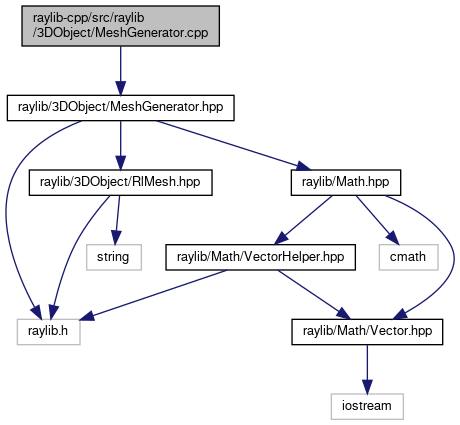 raylib-cpp/src/raylib
/3DObject/MeshGenerator.cpp
raylib/3DObject/MeshGenerator.hpp
raylib/3DObject/RlMesh.hpp
raylib/Math.hpp
string
raylib/Math/VectorHelper.hpp
cmath
raylib.h
raylib/Math/Vector.hpp
iostream